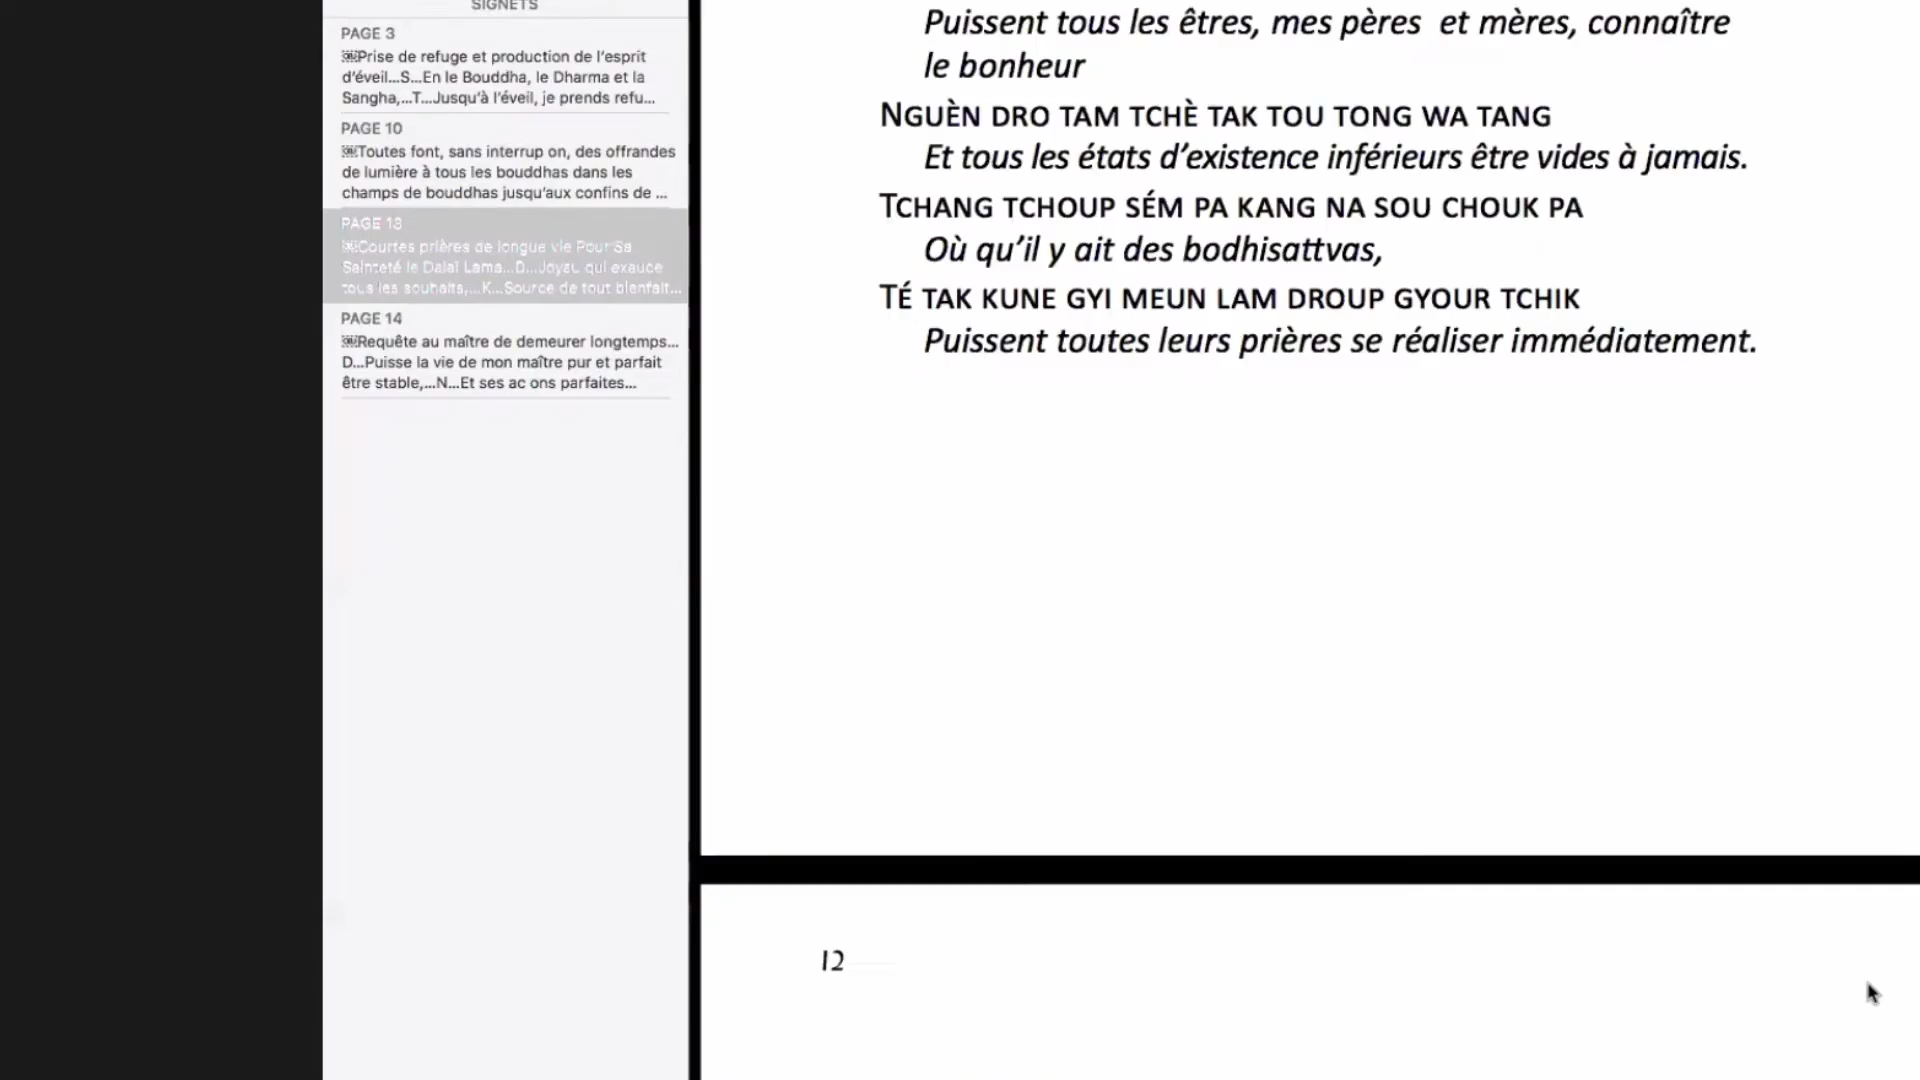 SIGNETS
PAGE 3
Prise de refuge et production de l'esprit
d'éveil...S...En le Bouddha, le Dharma et la
Sangha,...T...Jusqu'à l'éveil, je prends refu...
PAGE 10
Toutes font, sans interrup on, des offrandes
de lumière à tous les bouddhas dans les
champs de bouddhas jusqu'aux confins de ...
PAGE 13
Courtes prières de longue vie Pour Sa
Sainteté le Dalaï Lama...D...Joyau qui exauce
tous les souhaits,...K...Source de tout bienfait...
PAGE 14
Requête au maître de demeurer longtemps...
D...Puisse la vie de mon maître pur et parfait
être stable,...N...Et ses ac ons parfaites...
Puissent tous les êtres, mes pères et mères, connaître
le bonheur
NGUÈN DRO TAM TCHÈ TAK TOU TONG WA TANG
Et tous les états d'existence inférieurs être vides à jamais.
TCHANG TCHOUP SÉM PA KANG NA SOU CHOUK PA
Où qu'il y ait des bodhisattvas,
TÉ TAK KUNE GYI MEUN LAM DROUP GYOUR TCHIK
Puissent toutes leurs prières se réaliser immédiatement.
12